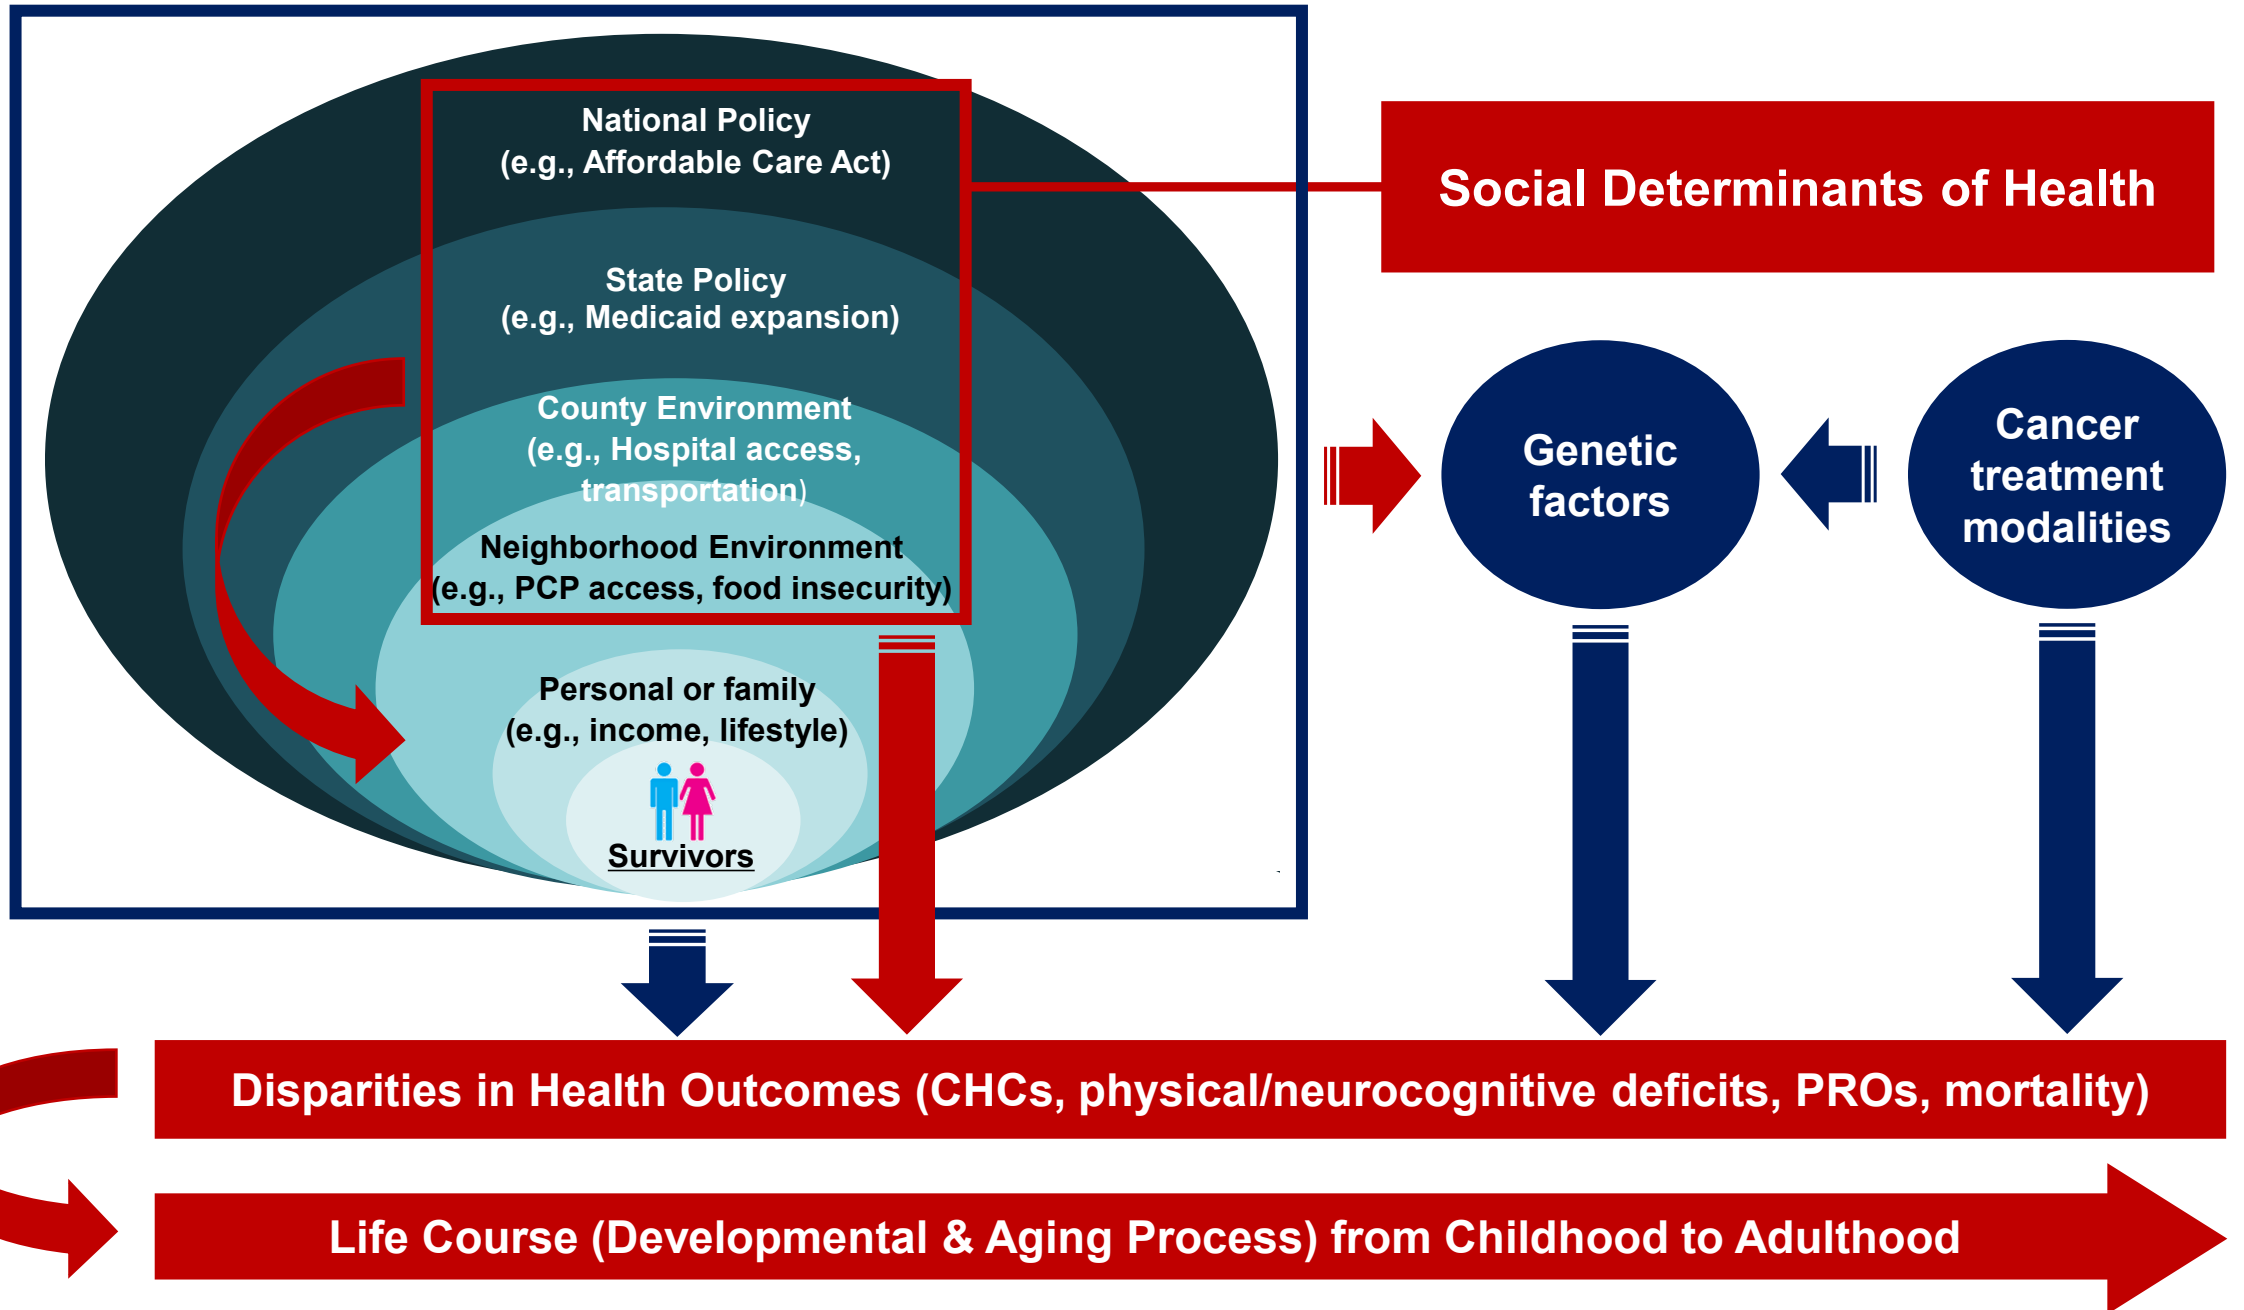 National Policy
(e.g., Affordable Care Act)
State Policy
(e.g., Medicaid expansion)
County Environment
(e.g., Hospital access,
transportation)
Neighborhood Environment
(e.g., PCP access, food insecurity)
Personal or family
(e.g., income, lifestyle)
Survivors
Social Determinants of Health
Genetic
factors
Cancer
treatment
modalities
Disparities in Health Outcomes (CHCs, physical/neurocognitive deficits, PROs, mortality)
Life Course (Developmental & Aging Process) from Childhood to Adulthood